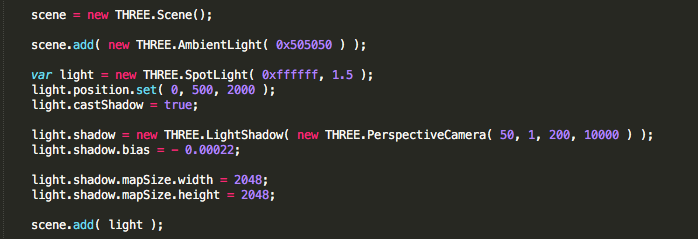 scene = new THREE.Scene();
scene.add( new THREE.AmbientLight( 0x505050 ) );
var light = new THREE.SpotLight( 0xffffff, 1.5 );
light.position.set( 0, 500, 2000 );
light.castShadow = true;
light.shadow = new THREE.LightShadow( new THREE.PerspectiveCamera( 50, 1, 200, 10000 ) );
light.shadow.bias = - 0.00022;
light.shadow.mapSize.width = 2048;
light.shadow.mapSize.height = 2048;
scene.add( light );